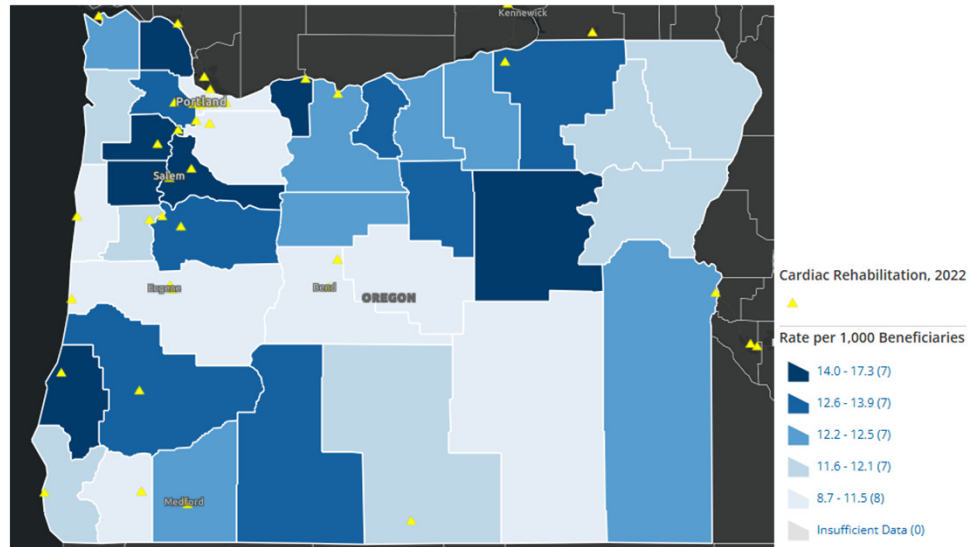 Kennewick
Portland
Salem
Eugene
Bend
OREGON
Medford
Cardiac Rehabilitation, 2022
Rate per 1,000 Beneficiaries
14.0 - 17.3 (7)
12.6 - 13.9 (7)
12.2 - 12.5 (7)
11.6 - 12.1 (7)
8.7 - 11.5 (8)
Insufficient Data (0)